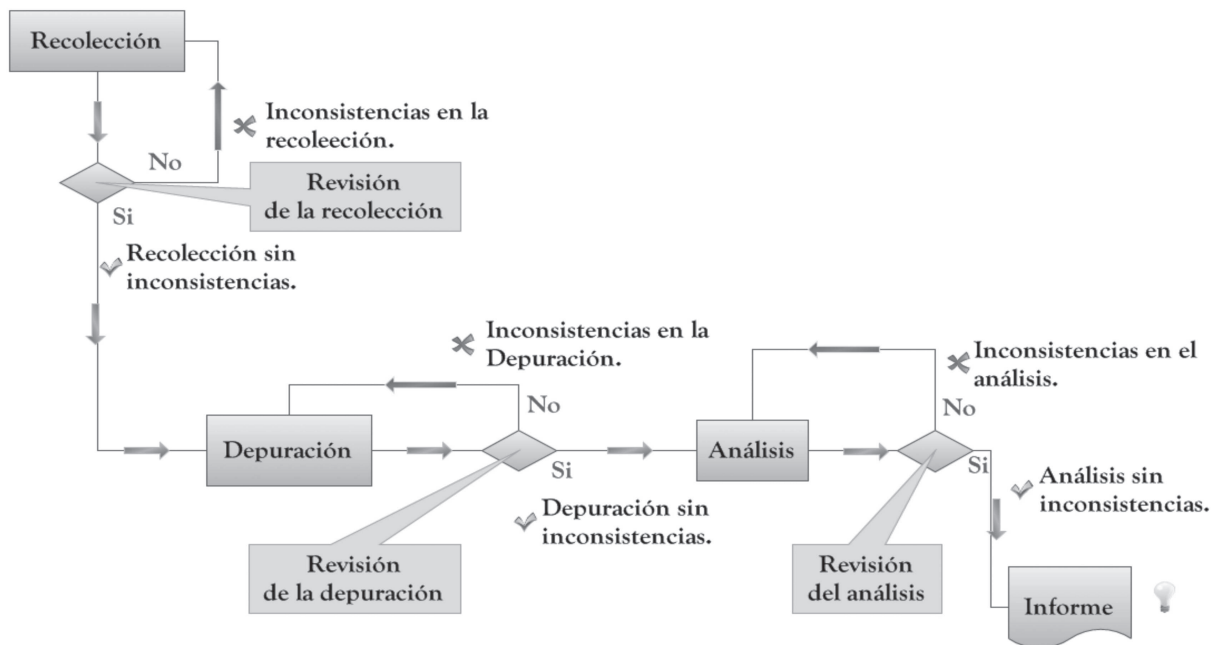 Recolección
Inconsistencias en la
recoleeción.
No
Revisión
de la recolección
Si
Recolección sin
inconsistencias.
Inconsistencias en la
Depuración.
No
Depuración
Si
Depuración sin
inconsistencias.
Revisión
de la depuración
Inconsistencias en el
análisis.
No
Análisis
Si
Análisis sin
inconsistencias.
Revisión
del análisis
Informe